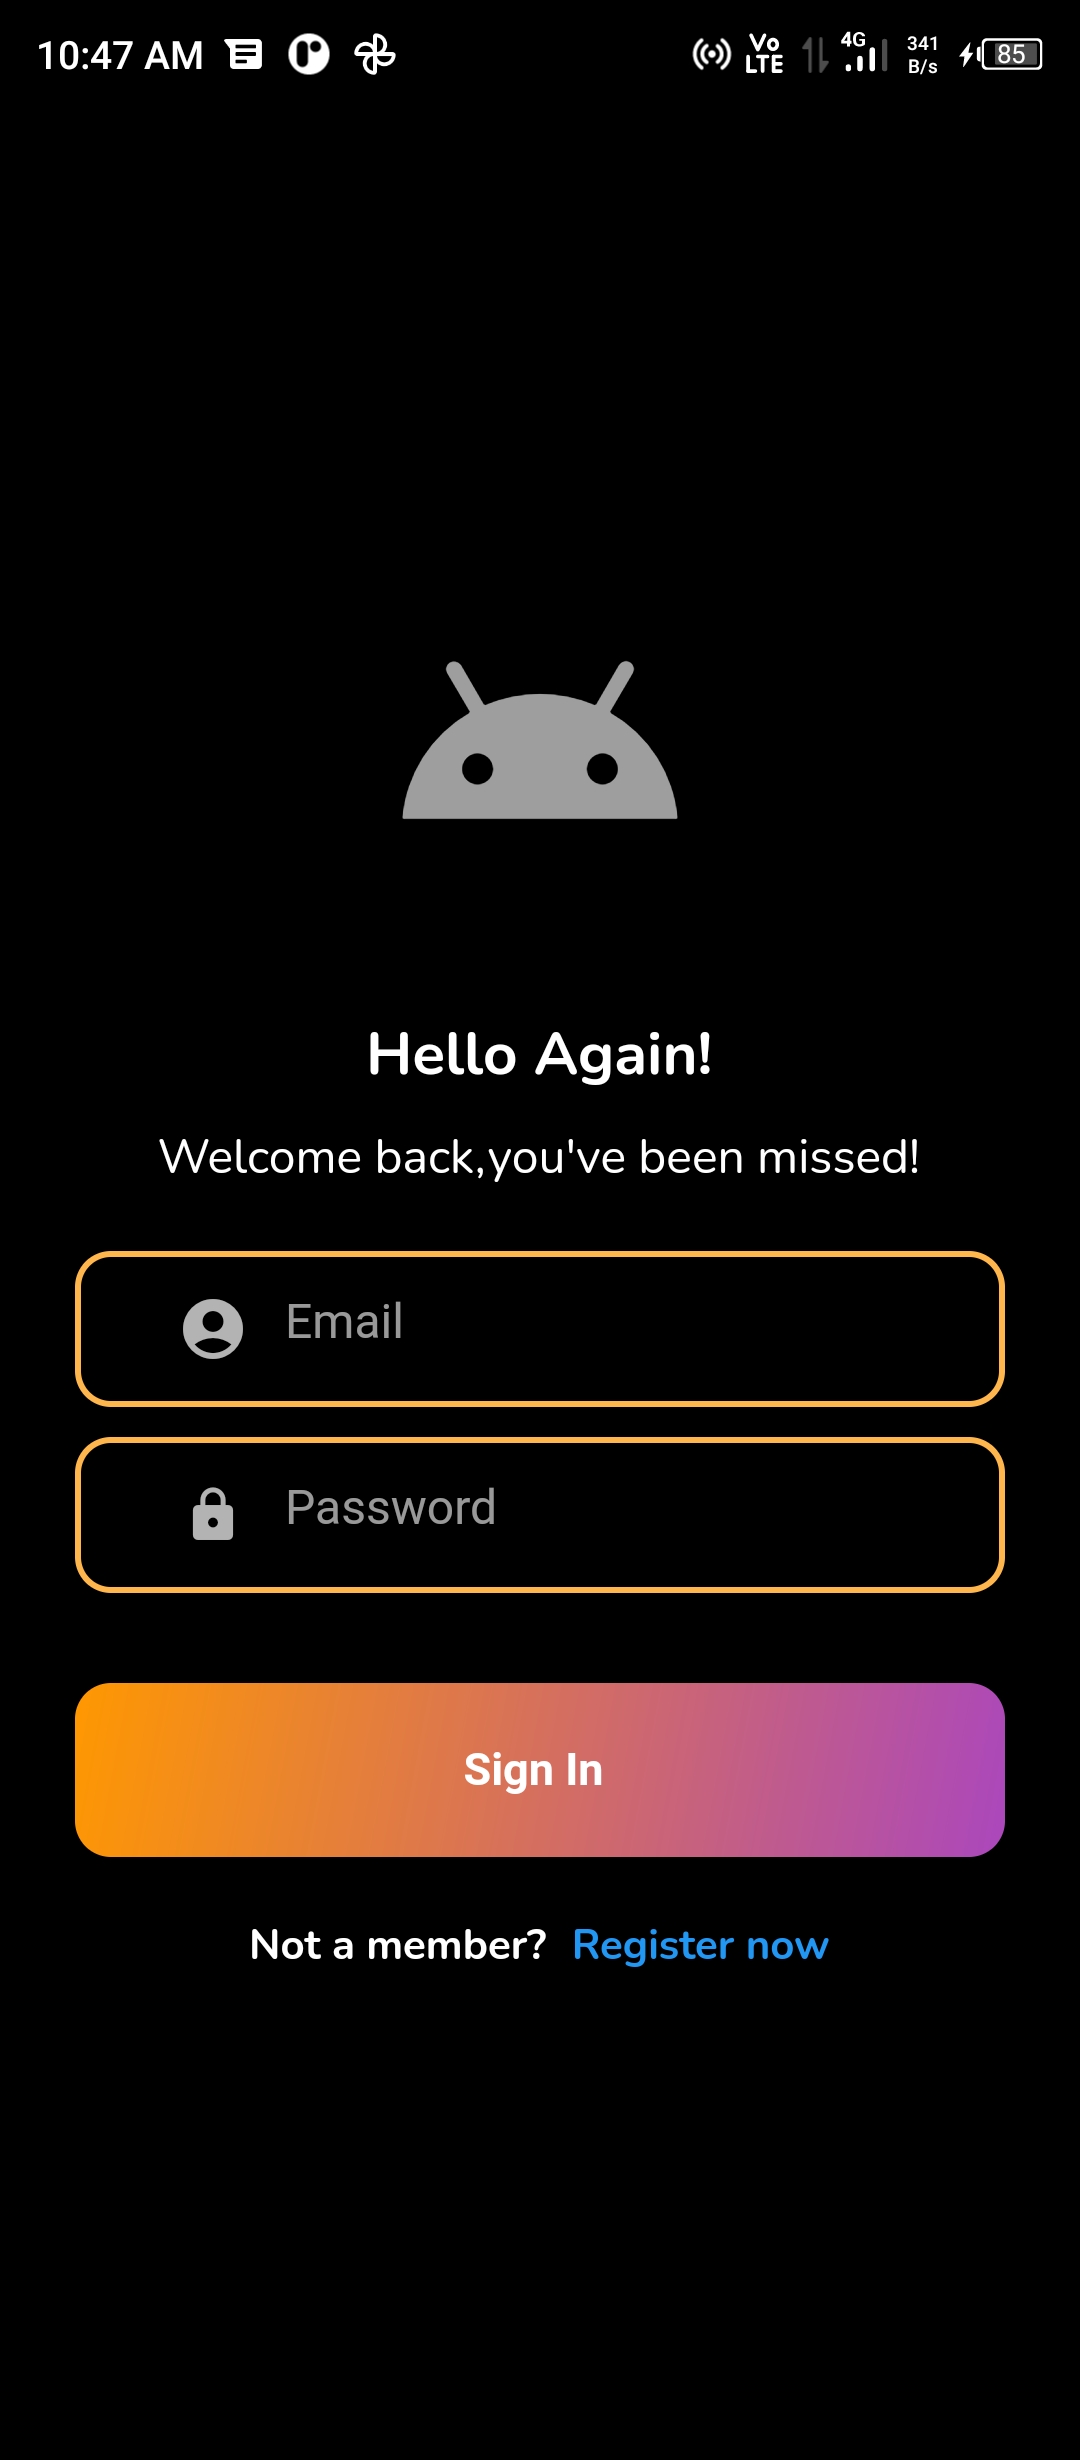 10:47 AM
Vo
LTE
4G
341
B/s
85
Hello Again!
Welcome back,you've been missed!
Email
Password
Sign In
Not a member? Register now